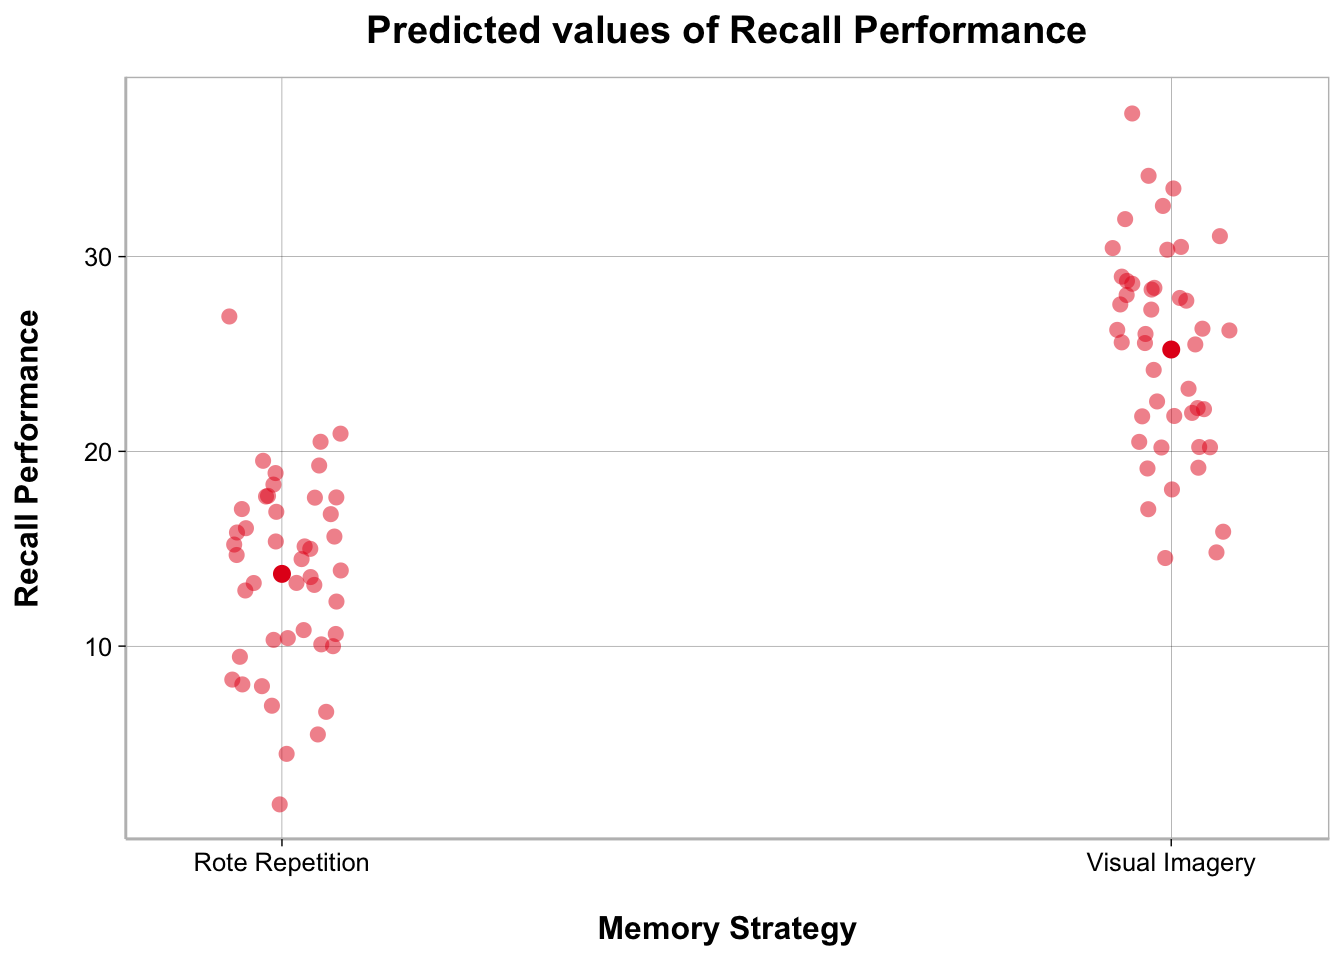 Predicted values of Recall Performance
Recall Performance
30
20
10
Rote Repetition
Visual Imagery
Memory Strategy